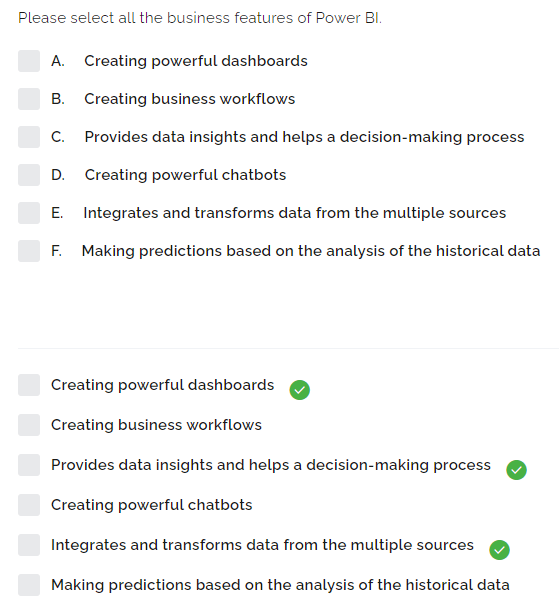 Please select all the business features of Power BI.
A. Creating powerful dashboards
B. Creating business workflows
C. Provides data insights and helps a decision-making process
D. Creating powerful chatbots
E. Integrates and transforms data from the multiple sources
F. Making predictions based on the analysis of the historical data
Creating powerful dashboards
Creating business workflows
Provides data insights and helps a decision-making process
Creating powerful chatbots
Integrates and transforms data from the multiple sources
Making predictions based on the analysis of the historical data